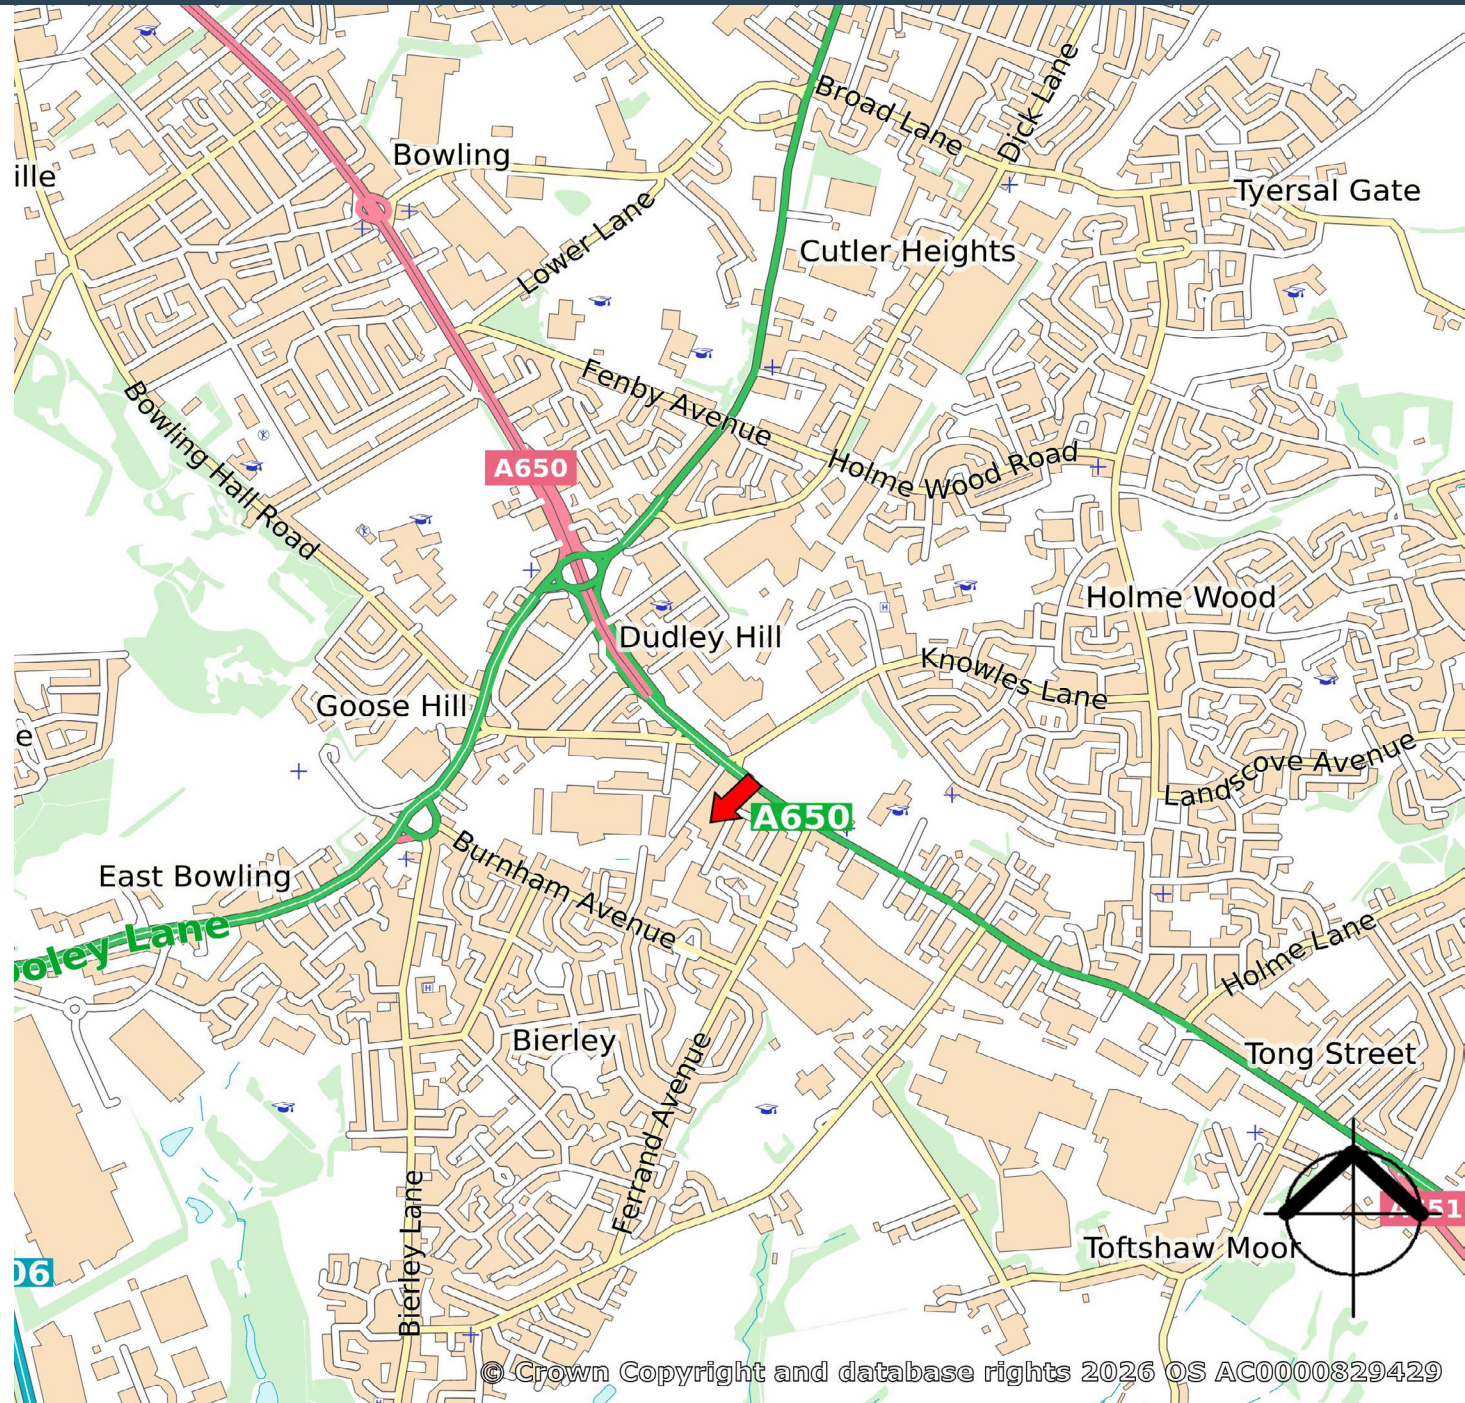 Broad Lane
Dick Lane
Bowling
ille
Tyersal Gate
Lower Lane
Cutler Heights
Fenby Avenue
Bowling Hall Road
A650
Holme Wood Road
Holme Wood
Dudley Hill
Knowles Lane
Goose Hill
e
Landscove Avenue
A650
Burnham Avenue
East Bowling
ooley Lane
Holme Lane
H
H
Bierley
Tong Street
Ferrand Avenue
Bierley Lane
51
Toftshaw Moor
06
© Crown Copyright and database rights 2026 OS AC0000829429